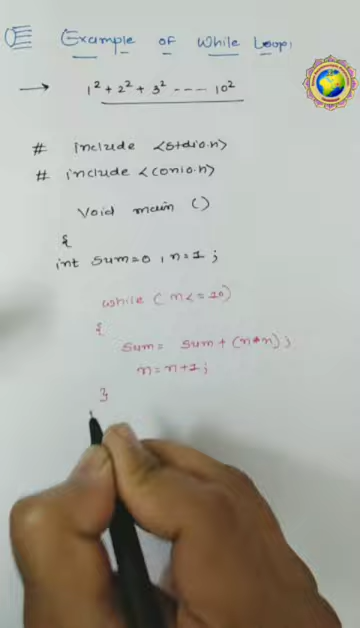 Example of While Loop:
→ 1² + 2² + 3² ---- 10²
# include <stdio.h>
# include <conio.h>
Void main ()
{
int sum=0, n=1;
while (n<=10)
{
sum= sum+(n*n);
n=n+1;
}